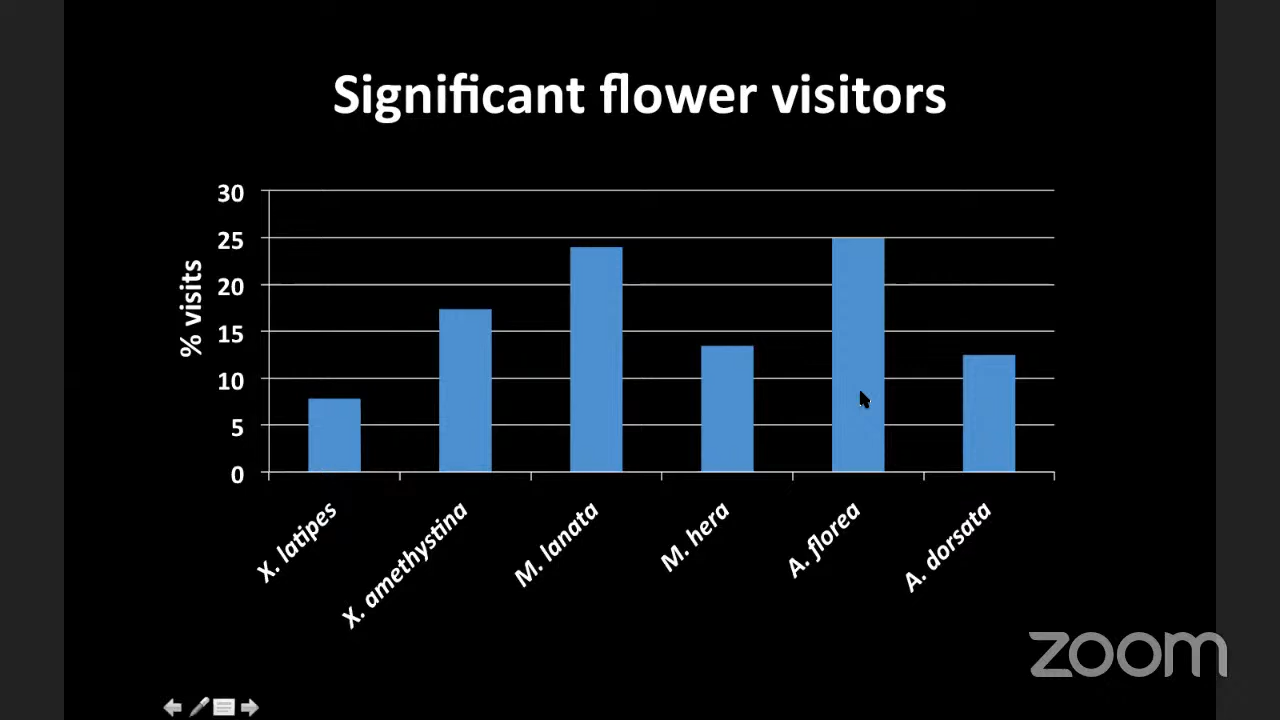 Significant flower visitors
30
25
20
15
10
5
0
% visits
X. latipes
X. amethystina
M. lanata
M. hera
A. florea
A. dorsata
zoom